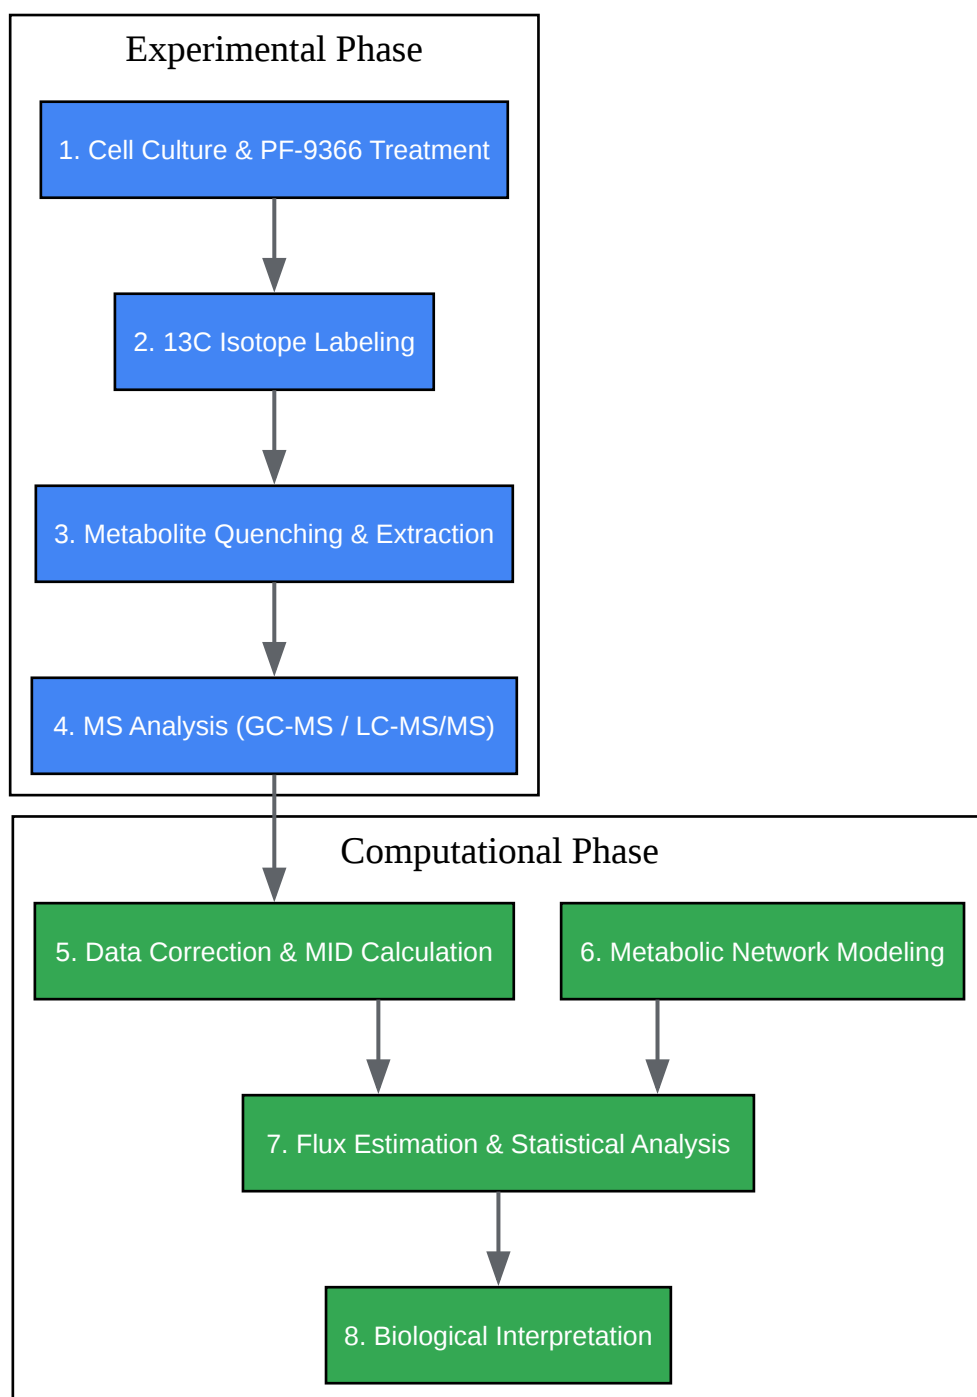 Experimental Phase
1. Cell Culture & PF-9366 Treatment
2. 13C Isotope Labeling
3. Metabolite Quenching & Extraction
4. MS Analysis (GC-MS / LC-MS/MS)
Computational Phase
5. Data Correction & MID Calculation
6. Metabolic Network Modeling
7. Flux Estimation & Statistical Analysis
8. Biological Interpretation